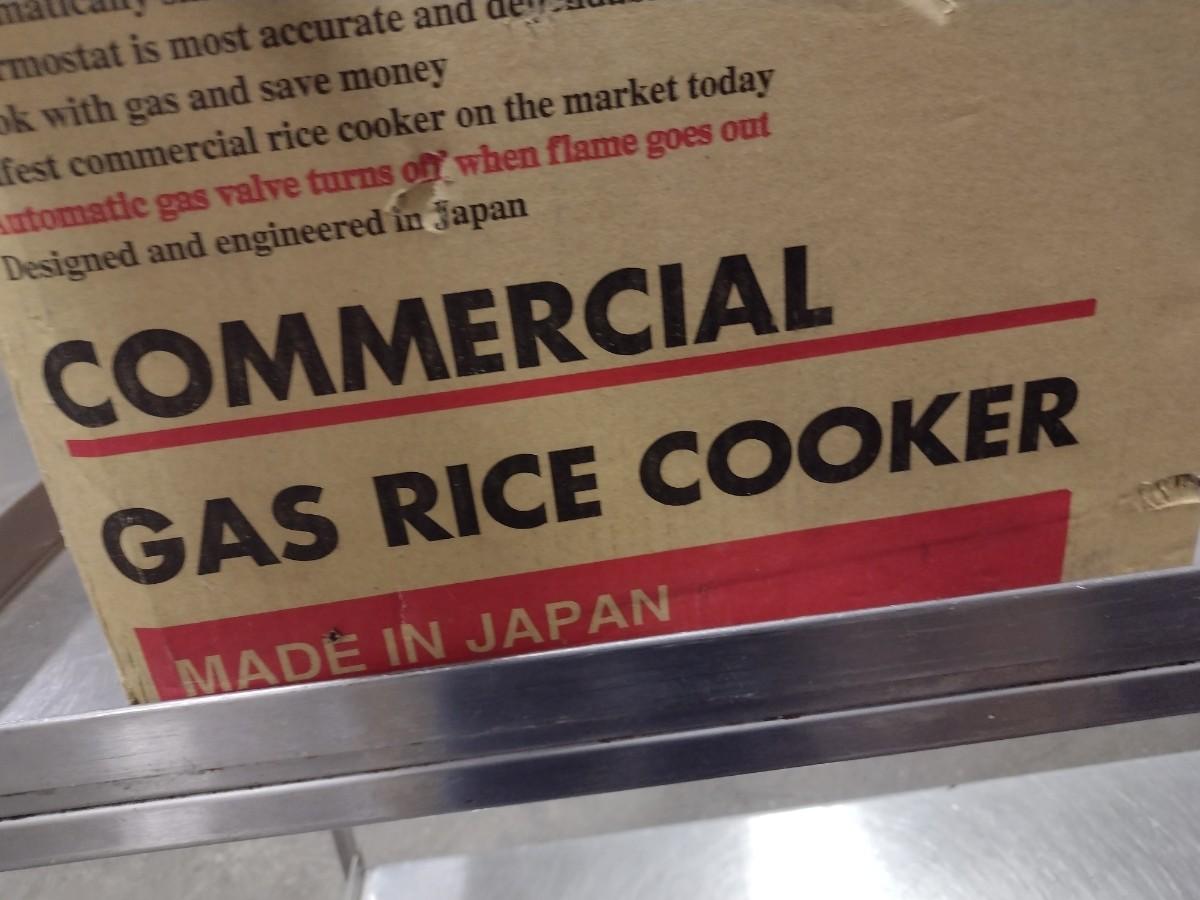 matically
rmostat is most accurate and
ok with gas and save money
fest commercial rice cooker on the market today
Automatic gas valve turns off when flame goes out
Designed and engineered in Japan
COMMERCIAL
GAS RICE COOKER
MADE IN JAPAN